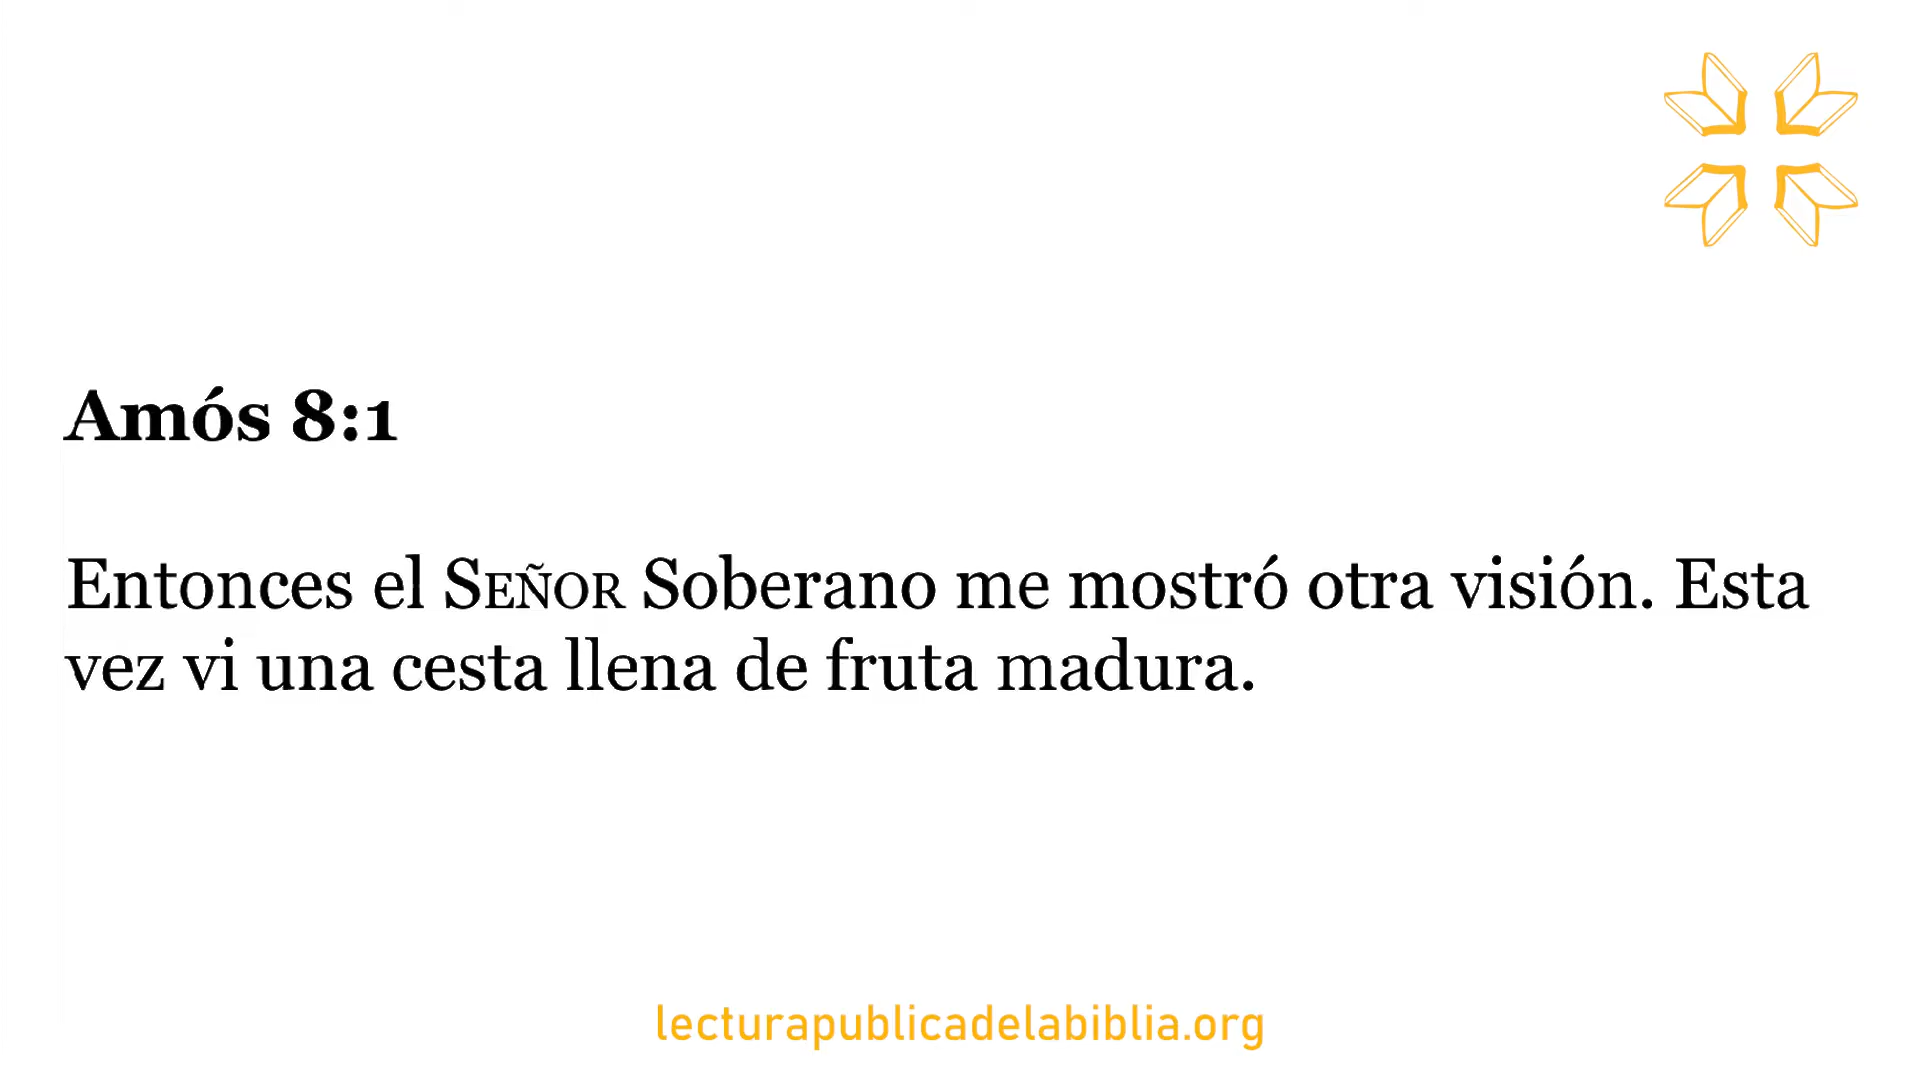 Amós 8:1
Entonces el SEÑOR Soberano me mostró otra visión. Esta
vez vi una cesta llena de fruta madura.
lecturapublicadelabiblia.org